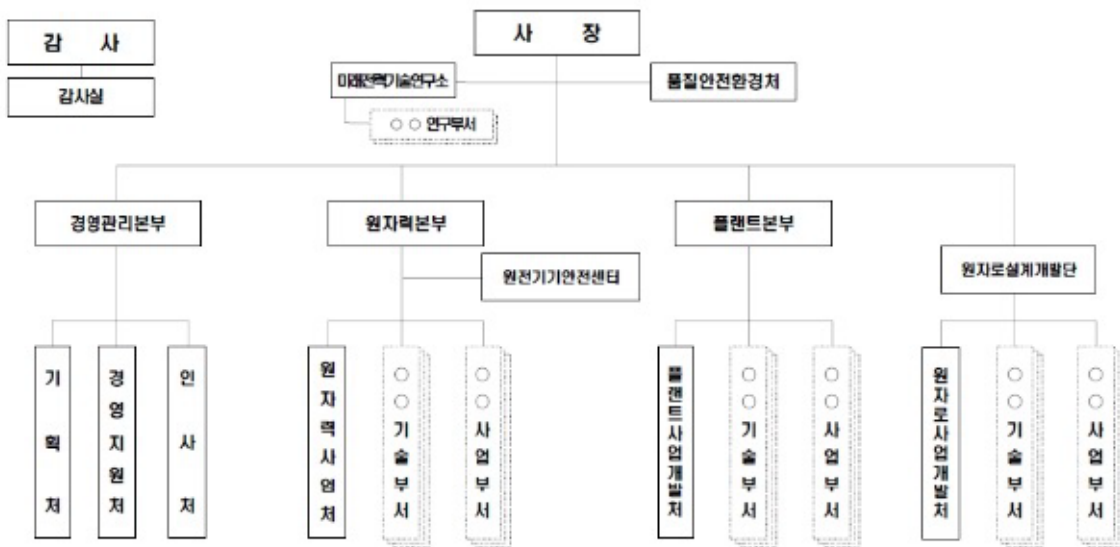 감 사
사 장
감사실
미래전력기술연구소
품질안전환경처
○ ○ 연구부서
경영관리본부
원자력본부
플랜트본부
원자로설계개발단
원전기기안전센터
기획처
경영지원처
인사처
원자력사업처
○○기술부서
○○사업부서
플랜트사업개발처
○○기술부서
○○사업부서
원자로사업개발처
○○기술부서
○○사업부서